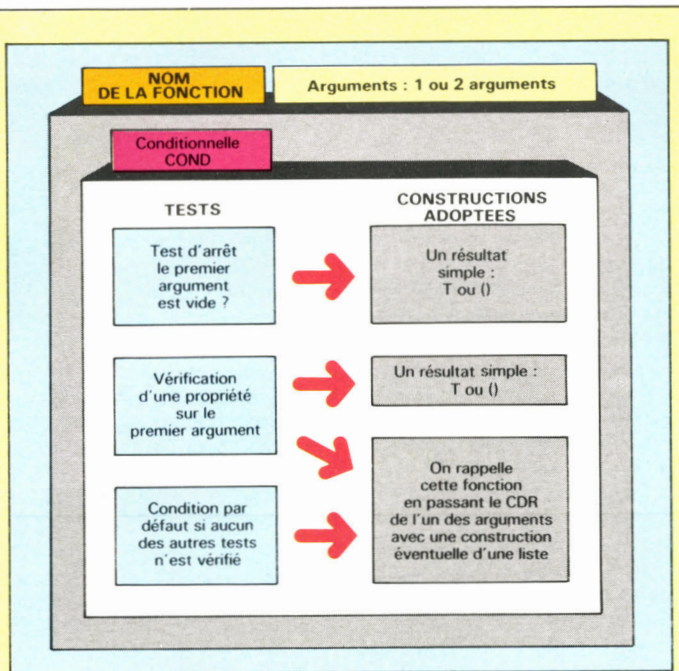 NOM
DE LA FONCTION
Arguments : 1 ou 2 arguments
Conditionnelle
COND
TESTS
CONSTRUCTIONS
ADOPTEES
Test d'arrêt
le premier
argument
est vide ?
Un résultat
simple :
T ou ()
Vérification
d'une propriété
sur le
premier argument
Un résultat simple :
T ou ()
Condition par
défaut si aucun
des autres tests
n'est vérifié
On rappelle
cette fonction
en passant le CDR
de l'un des arguments
avec une construction
éventuelle d'une liste